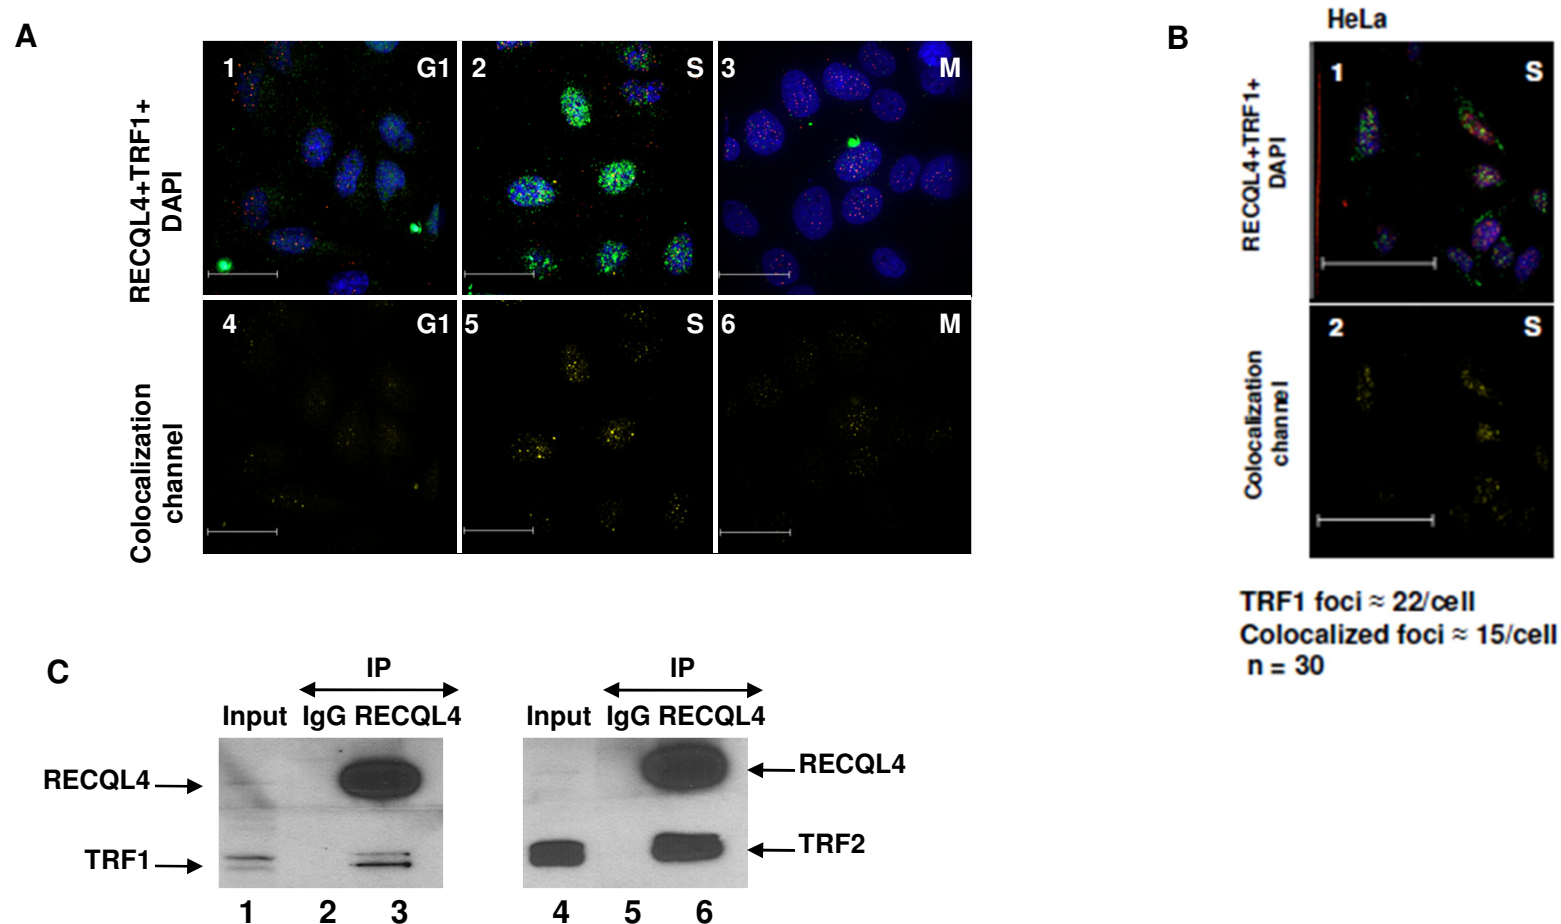 A
RECQL4+TRF1+
DAPI
1 G1
2 S
3 M
Colocalization
channel
4 G1
5 S
6 M
B
HeLa
RECQL4+TRF1+
DAPI
1 S
Colocalization
channel
2 S
TRF1 foci ≈ 22/cell
Colocalized foci ≈ 15/cell
n = 30
C
IP
Input IgG RECQL4
RECQL4
TRF1
1 2 3
IP
Input IgG RECQL4
RECQL4
TRF2
4 5 6